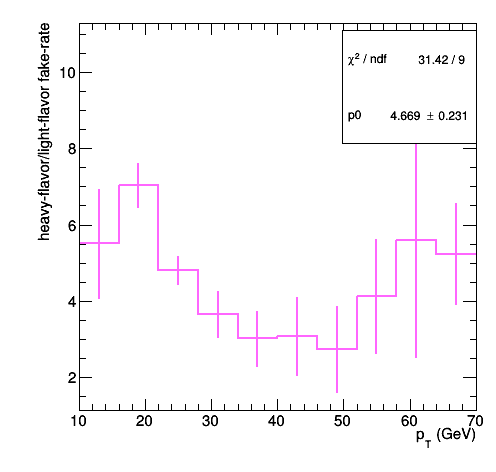 heavy-flavor/light-flavor fake-rate
χ² / ndf 31.42 / 9
p0 4.669 ± 0.231
10
8
6
4
2
10 20 30 40 50 60 70
p_T (GeV)